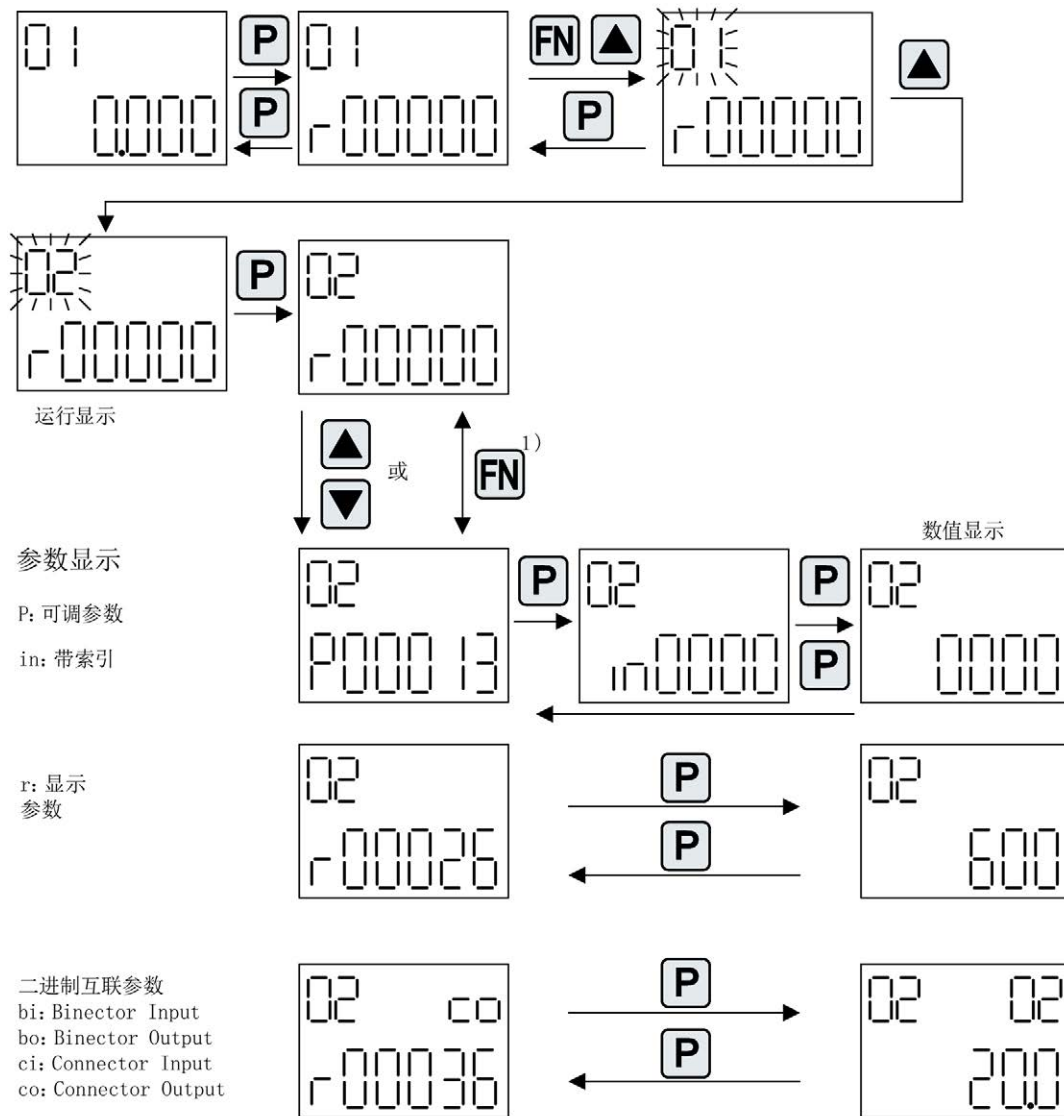 01 P 01 FN ▲ 01 ▲
0.000 P r00000 P r00000
02 P 02
r00000 r00000
运行显示
▲ 或 FN 1)
▼
数值显示
参数显示
02 P 02 P 02
P: 可调参数
P00013 in0000 P 0000
in: 带索引
02 P 02
r: 显示
参数
r00026 P 600
二进制互联参数
02 co P 02 02
bi: Binector Input
bo: Binector Output
ci: Connector Input
r00036 P 20.0
co: Connector Output